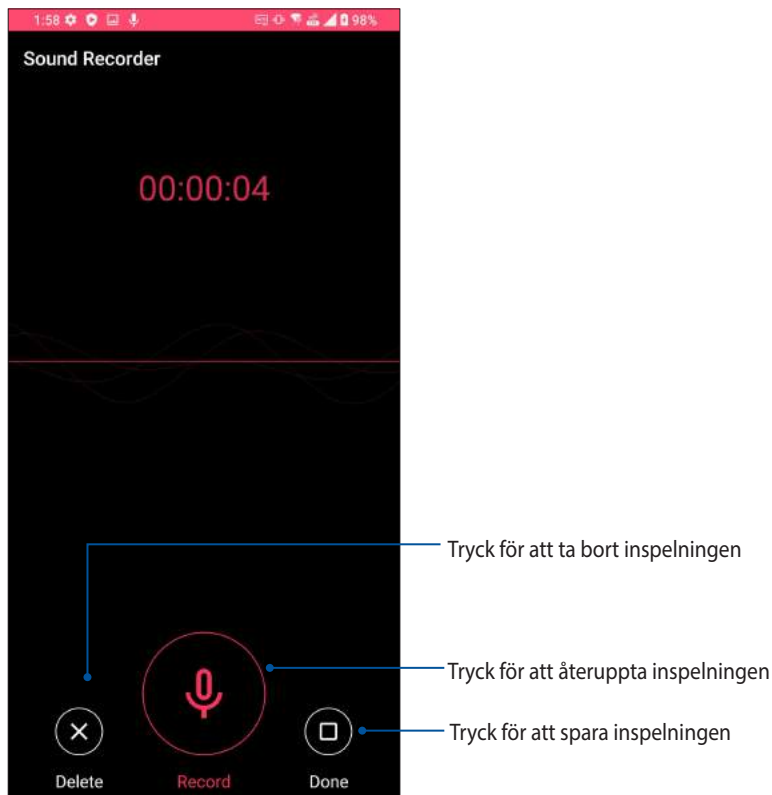 1:58 98%
Sound Recorder
00:00:04
Tryck för att ta bort inspelningen
Tryck för att återuppta inspelningen
Tryck för att spara inspelningen
Delete Record Done